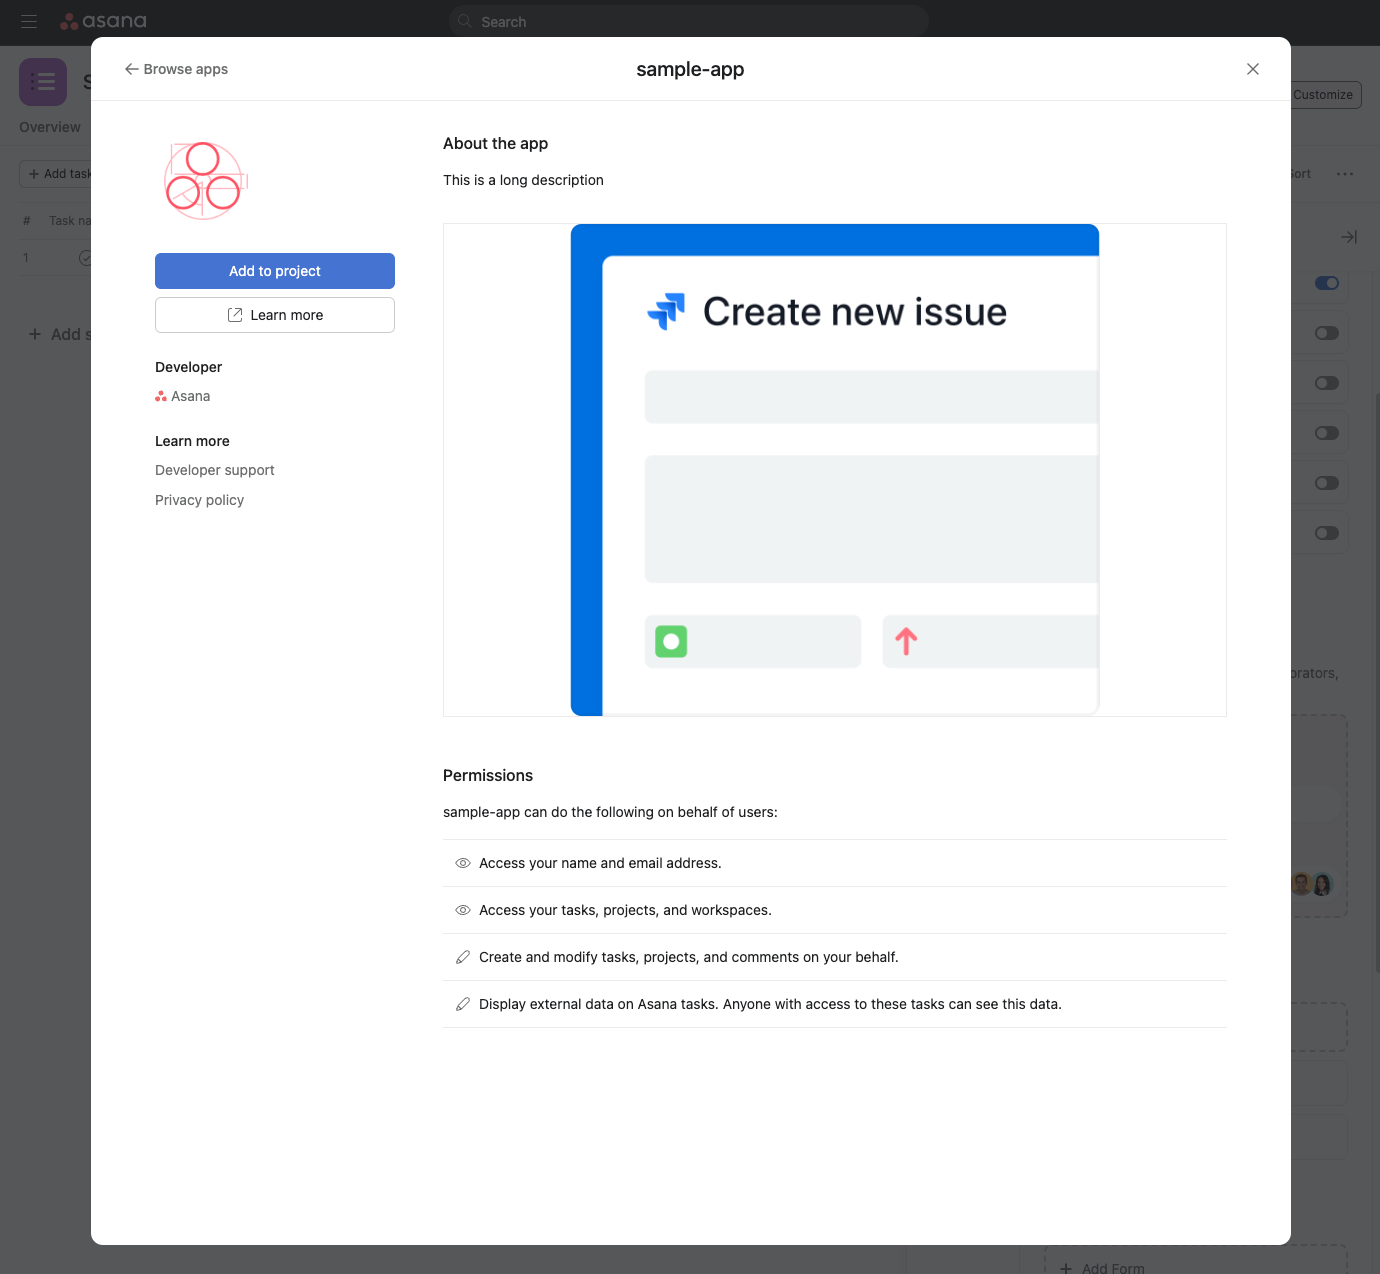 asana
Search
Browse apps
sample-app
Customize
Overview
Add task
Sort
# Task na
1
Add s
About the app
This is a long description
Add to project
Learn more
Developer
Asana
Learn more
Developer support
Privacy policy
Create new issue
Permissions
sample-app can do the following on behalf of users:
Access your name and email address.
Access your tasks, projects, and workspaces.
Create and modify tasks, projects, and comments on your behalf.
Display external data on Asana tasks. Anyone with access to these tasks can see this data.
orators,
Add Form